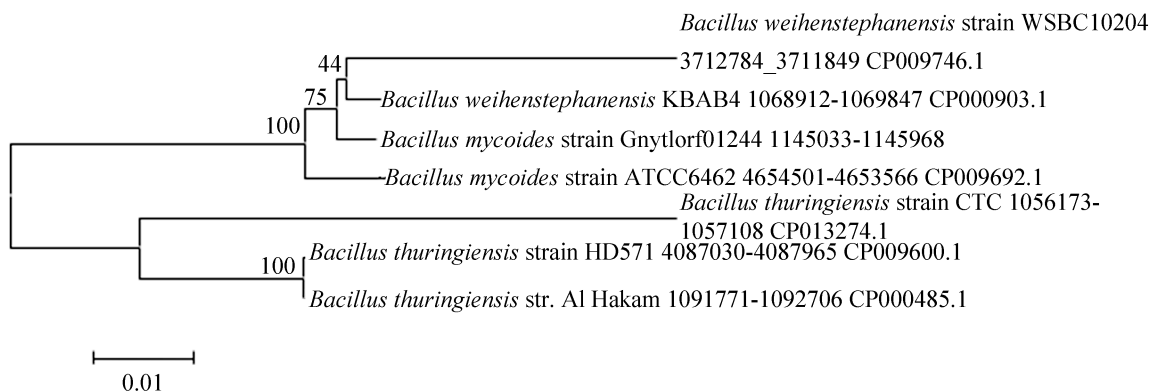 Bacillus weihenstephanensis strain WSBC10204
44
3712784_3711849 CP009746.1
75
Bacillus weihenstephanensis KBAB4 1068912-1069847 CP000903.1
100
Bacillus mycoides strain Gnytlorf01244 1145033-1145968
Bacillus mycoides strain ATCC6462 4654501-4653566 CP009692.1
Bacillus thuringiensis strain CTC 1056173-
1057108 CP013274.1
Bacillus thuringiensis strain HD571 4087030-4087965 CP009600.1
100
Bacillus thuringiensis str. Al Hakam 1091771-1092706 CP000485.1
0.01